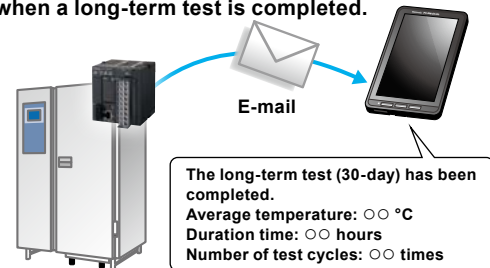 when a long-term test is completed.
E-mail
The long-term test (30-day) has been
completed.
Average temperature: ○○ °C
Duration time: ○○ hours
Number of test cycles: ○○ times